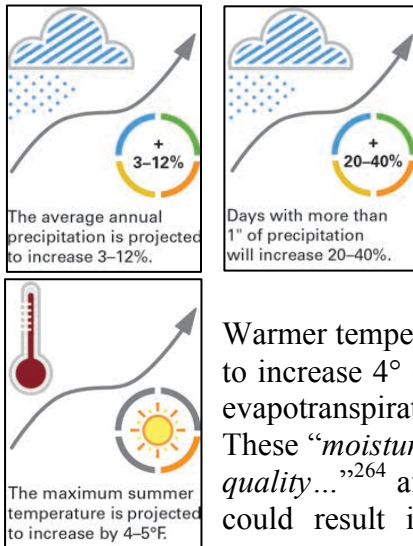 +
3–12%
The average annual
precipitation is projected
to increase 3–12%.
+
20–40%
Days with more than
1" of precipitation
will increase 20–40%.
The maximum summer
temperature is projected
to increase by 4–5°F.
Warmer tempe
to increase 4°
evapotranspirat
These “moistur
quality...”264 a
could result i